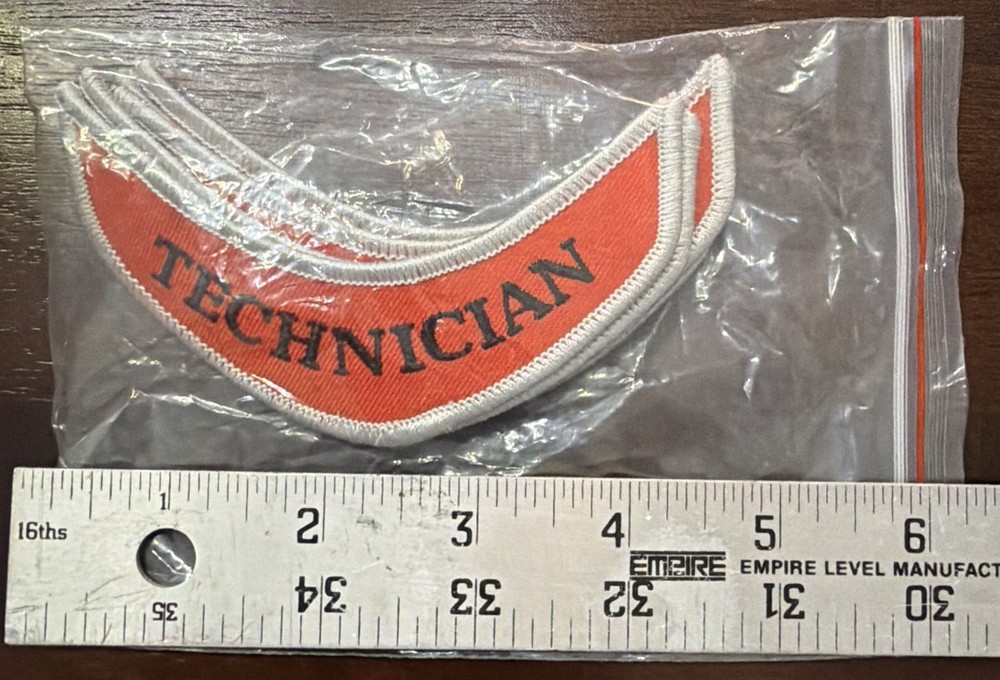 TECHNICIAN
16ths
1 2 3 4 5 6
EMPIRE EMPIRE LEVEL MANUFACT
35 34 33 32 31 30